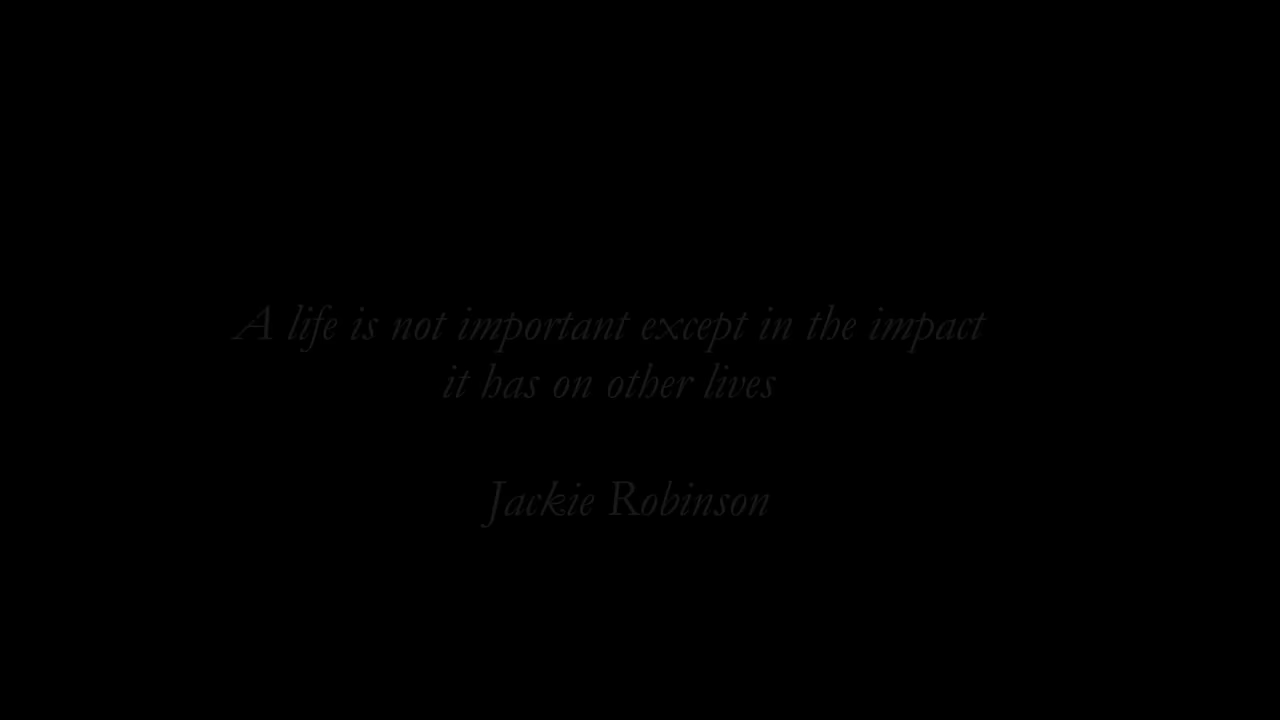 A life is not important except in the impact
it has on other lives
Jackie Robinson